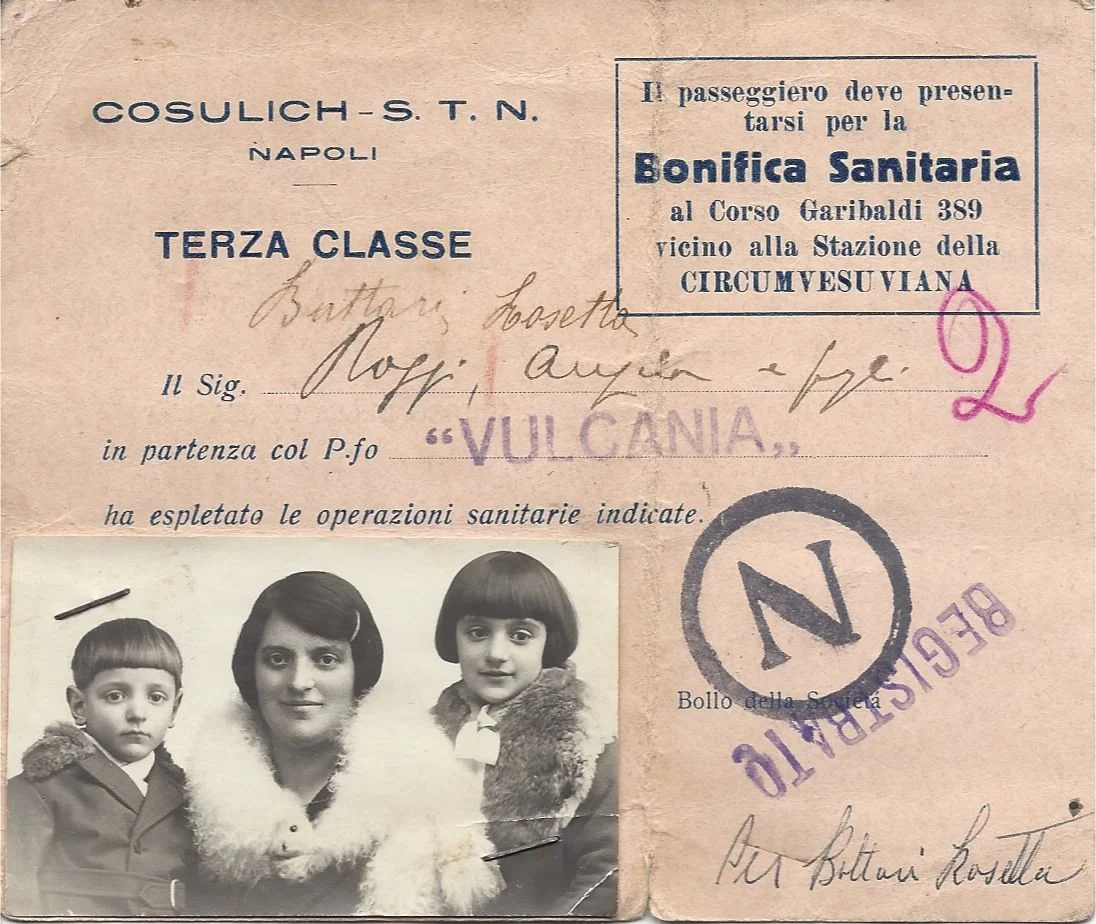 COSULICH - S. T. N.
NAPOLI
TERZA CLASSE
Il passeggiero deve presen=
tarsi per la
Bonifica Sanitaria
al Corso Garibaldi 389
vicino alla Stazione della
CIRCUMVESUVIANA
Buttari Rosetta
Il Sig. e
2
in partenza col P.fo "VULCANIA"
ha espletato le operazioni sanitarie indicate.
N
Bollo della Società
REGISTRATO
Per Bottari Rosetta